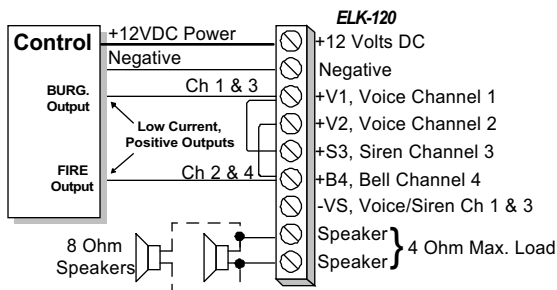 ELK-120
Control
+12VDC Power
+12 Volts DC
Negative
Negative
BURG.
Output
Ch 1 & 3
+V1, Voice Channel 1
Low Current,
Positive Outputs
+V2, Voice Channel 2
+S3, Siren Channel 3
FIRE
Output
Ch 2 & 4
+B4, Bell Channel 4
-VS, Voice/Siren Ch 1 & 3
8 Ohm
Speakers
Speaker
Speaker
} 4 Ohm Max. Load